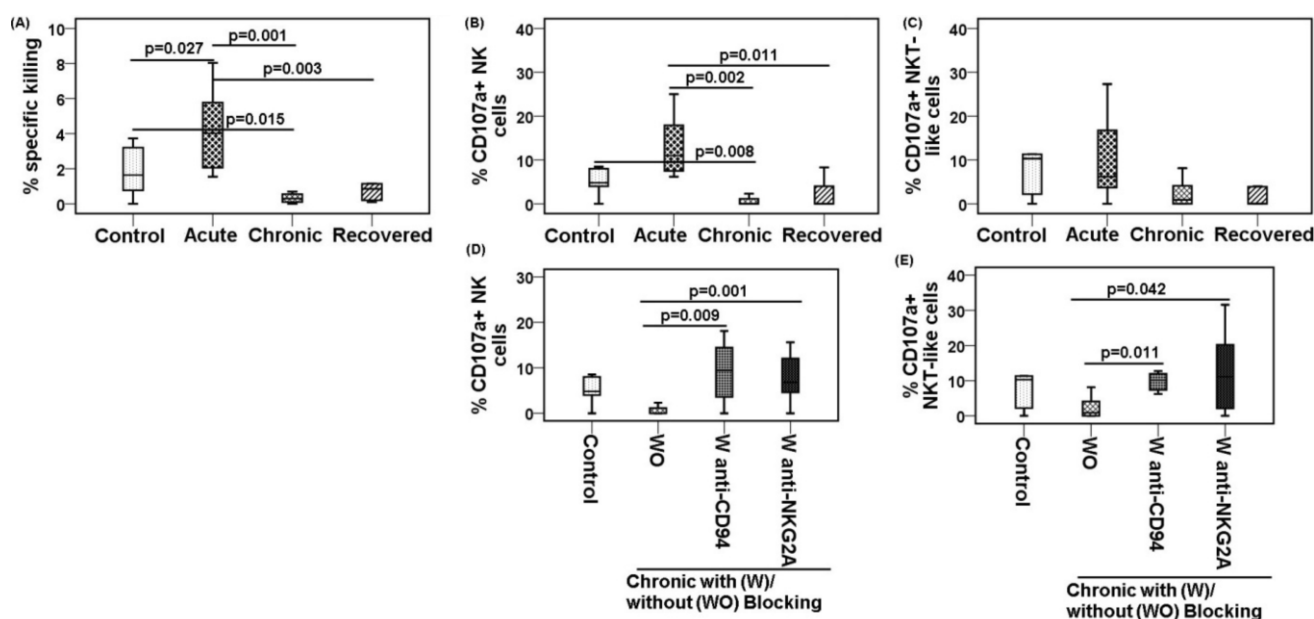 (A)
% specific killing
10
8
6
4
2
0
p=0.001
p=0.027
p=0.003
p=0.015
Control Acute Chronic Recovered
(B)
% CD107a+ NK
cells
40
30
20
10
0
p=0.011
p=0.002
p=0.008
Control Acute Chronic Recovered
(C)
% CD107a+ NKT-
like cells
40
20
0
Control Acute Chronic Recovered
(D)
% CD107a+ NK
cells
30
20
10
0
p=0.001
p=0.009
Control
WO
W anti-CD94
W anti-NKG2A
Chronic with (W)/
without (WO) Blocking
(E)
% CD107a+
NKT-like cells
40
30
20
10
0
p=0.042
p=0.011
Control
WO
W anti-CD94
W anti-NKG2A
Chronic with (W)/
without (WO) Blocking